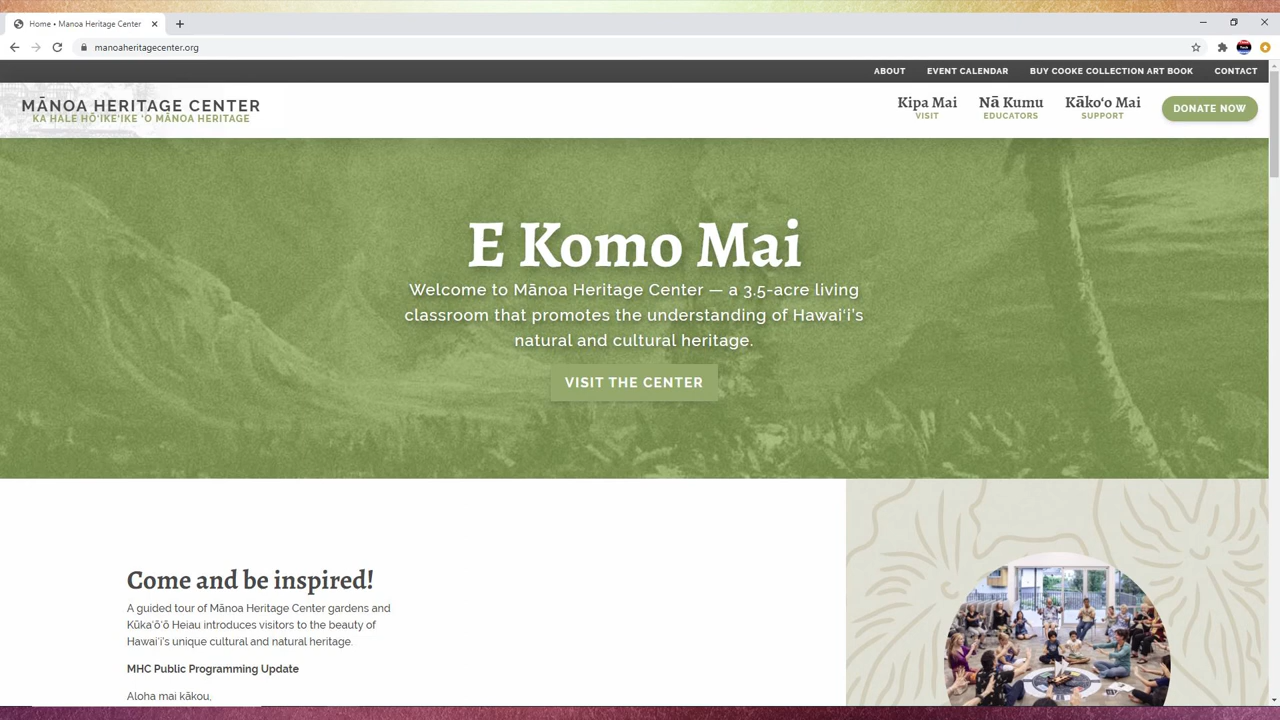 Home • Manoa Heritage Center
manoaheritagecenter.org
ABOUT EVENT CALENDAR BUY COOKE COLLECTION ART BOOK CONTACT
MĀNOA HERITAGE CENTER
KA HALE HŌʻIKEʻIKE ʻO MĀNOA HERITAGE
Kipa Mai Nā Kumu Kākoʻo Mai
VISIT EDUCATORS SUPPORT
DONATE NOW
E Komo Mai
Welcome to Mānoa Heritage Center — a 3.5-acre living
classroom that promotes the understanding of Hawaiʻi's
natural and cultural heritage.
VISIT THE CENTER
Come and be inspired!
A guided tour of Mānoa Heritage Center gardens and
Kūkaʻōʻō Heiau introduces visitors to the beauty of
Hawaiʻi's unique cultural and natural heritage.
MHC Public Programming Update
Aloha mai kākou,